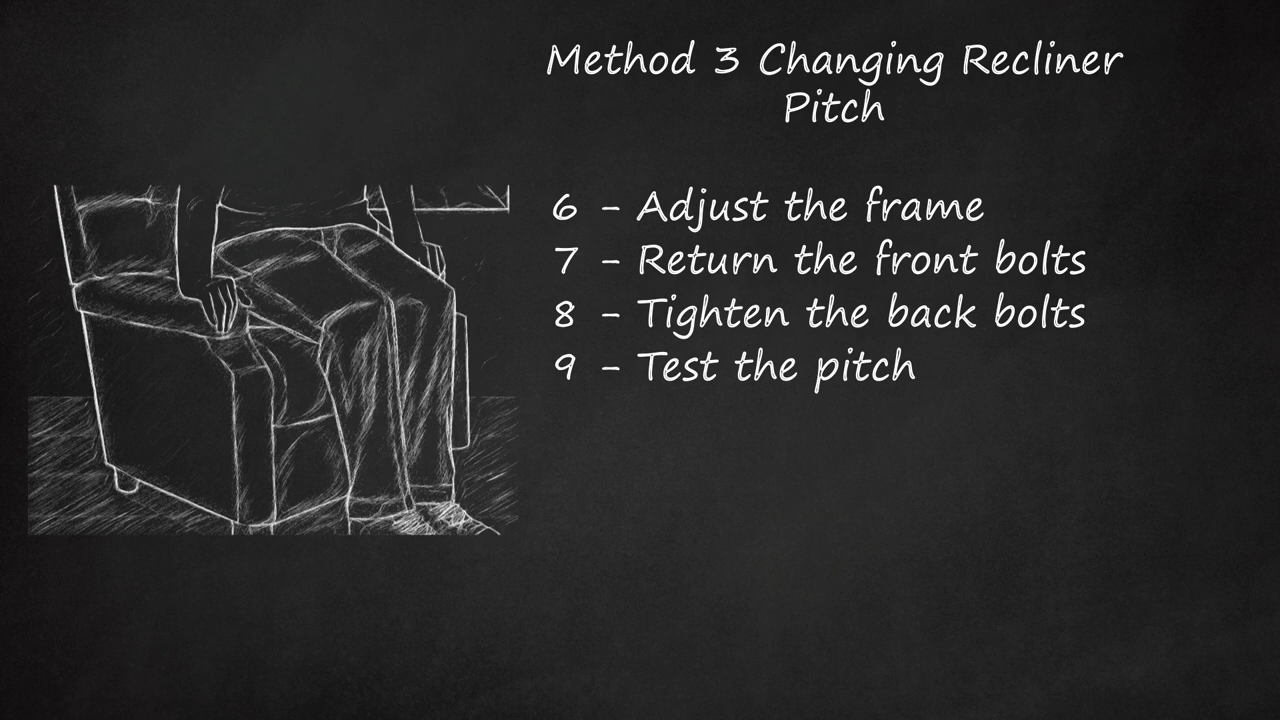 Method 3 Changing Recliner
Pitch
6 - Adjust the frame
7 - Return the front bolts
8 - Tighten the back bolts
9 - Test the pitch